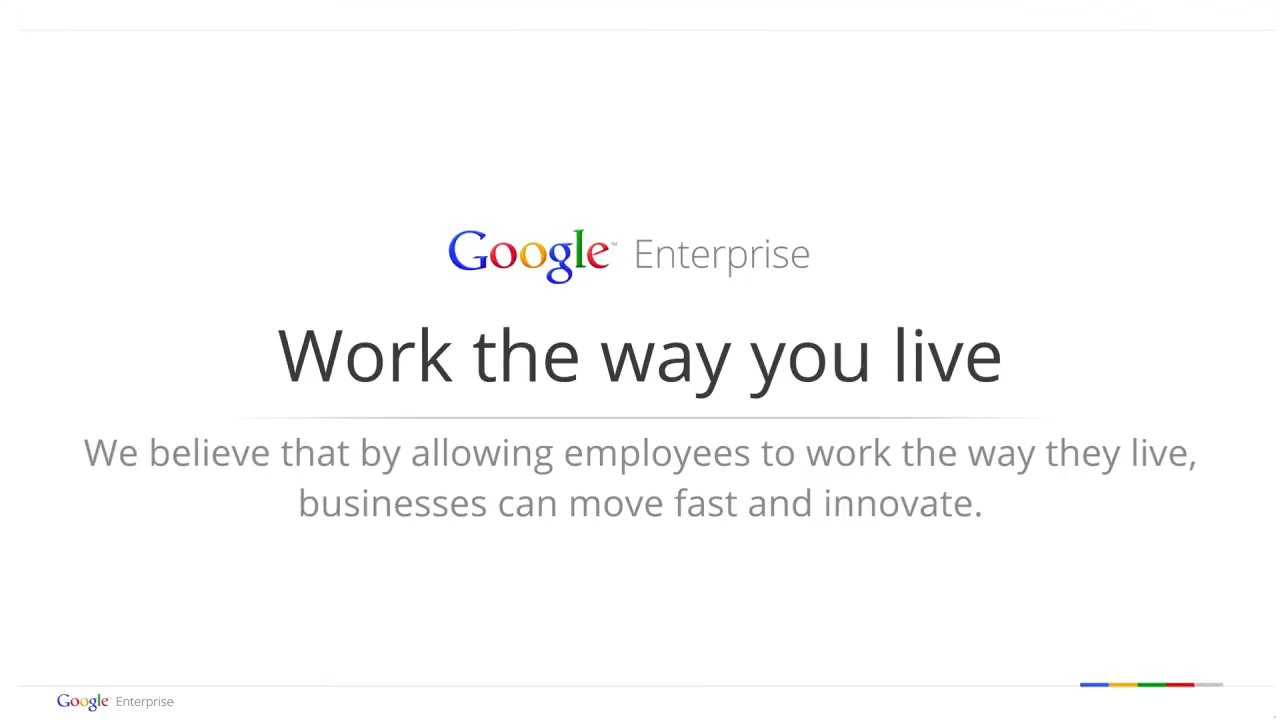 Google™ Enterprise
Work the way you live
We believe that by allowing employees to work the way they live,
businesses can move fast and innovate.
Google Enterprise